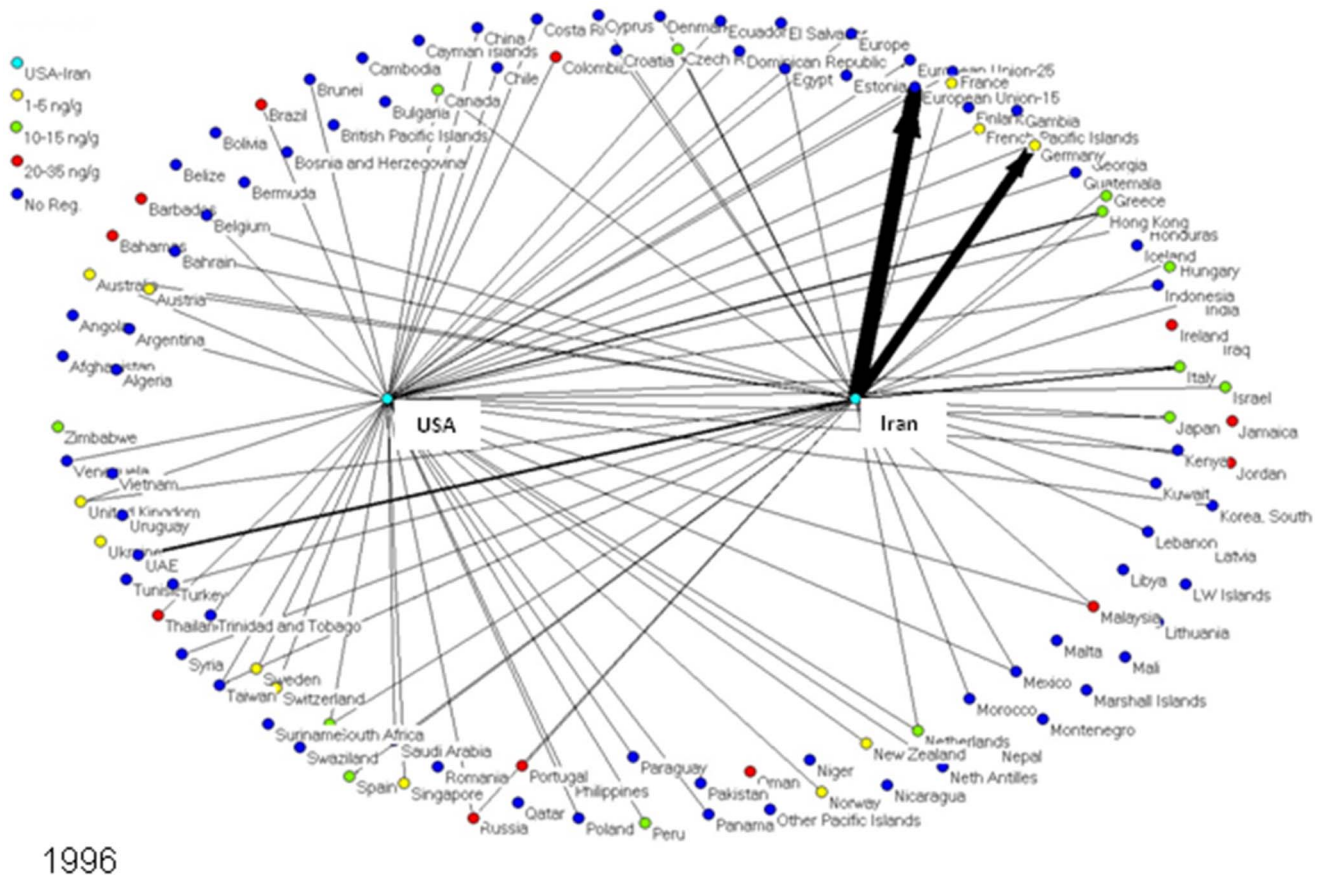 USA-Iran
1-5 ng/g
10-15 ng/g
20-35 ng/g
No Reg.
China
Costa
Cyprus
Denmark
Ecuador
El Salvador
Europe
Cayman Islands
Croatia
Czech R
Dominican Republic
Cambodia
Chile
Colombia
Egypt
Estonia
European Union-25
France
European Union-15
Brunei
Canada
Bulgaria
Brazil
British Pacific Islands
Finland
Gambia
French Pacific Islands
Bolivia
Bosnia and Herzegovina
Germany
Georgia
Belize
Bermuda
Guatemala
Greece
Barbados
Belgium
Hong Kong
Honduras
Bahamas
Bahrain
Iceland
Hungary
Australia
Austria
Indonesia
India
Angola
Argentina
Ireland
Iraq
Afghanistan
Algeria
Italy
Israel
USA
Iran
Zimbabwe
Japan
Jamaica
Venezuela
Vietnam
Kenya
Jordan
United Kingdom
Uruguay
Kuwait
Korea, South
Ukraine
UAE
Lebanon
Latvia
Tunisia
Turkey
Libya
LW Islands
Thailand
Trinidad and Tobago
Malaysia
Lithuania
Syria
Sweden
Malta
Mali
Taiwan
Switzerland
Mexico
Marshall Islands
Suriname
South Africa
Morocco
Montenegro
Swaziland
Saudi Arabia
Netherlands
Nepal
Spain
Singapore
Romania
Portugal
Philippines
Paraguay
Pakistan
Oman
Niger
New Zealand
Neth Antilles
Norway
Nicaragua
Russia
Qatar
Poland
Peru
Panama
Other Pacific Islands
1996